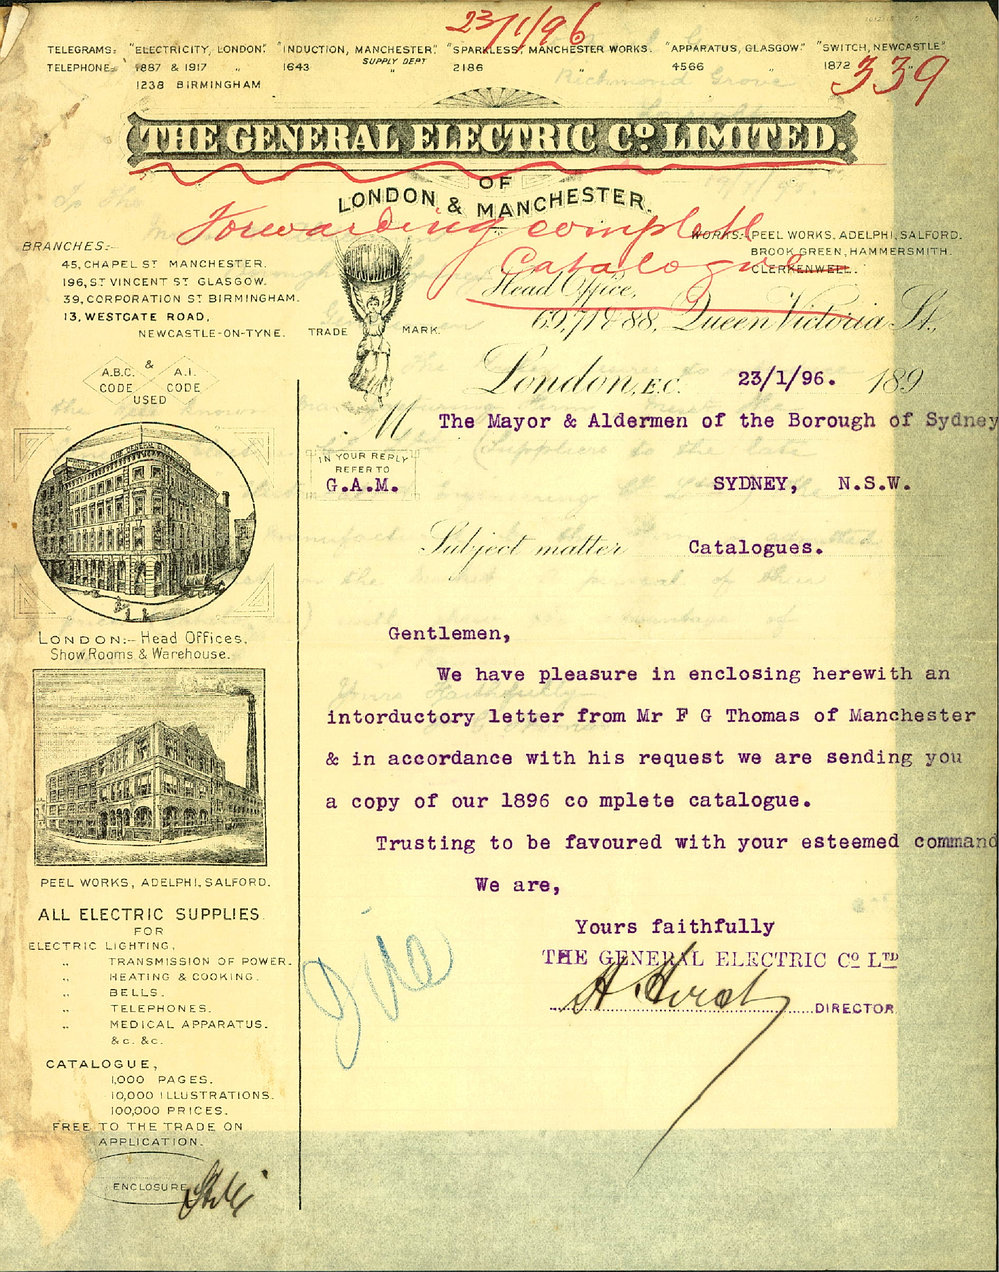 23/1/96
339
TELEGRAMS: "ELECTRICITY, LONDON". "INDUCTION, MANCHESTER". "SPARKLESS", MANCHESTER WORKS. "APPARATUS, GLASGOW." "SWITCH, NEWCASTLE"
SUPPLY DEPT
TELEPHONE: 1887 & 1917 „ 1643 „ 2186 4566 „ 1872 „
1238 BIRMINGHAM
THE GENERAL ELECTRIC Co. LIMITED.
OF
LONDON & MANCHESTER.
Forwarding complete
Catalogue
BRANCHES:-
45, CHAPEL ST MANCHESTER.
196, ST VINCENT ST GLASGOW.
39, CORPORATION ST BIRMINGHAM.
13, WESTGATE ROAD,
NEWCASTLE-ON-TYNE.
TRADE MARK.
WORKS:- PEEL WORKS, ADELPHI, SALFORD.
BROOK GREEN, HAMMERSMITH.
CLERKENWELL.
Head Office,
69, 71 & 88, Queen Victoria St.,
London, E.C. 23/1/96. 189
A.B.C. & A.I.
CODE CODE
USED
M The Mayor & Aldermen of the Borough of Sydney
IN YOUR REPLY
REFER TO
G.A.M.
SYDNEY, N.S.W.
Subject matter Catalogues.
Gentlemen,
We have pleasure in enclosing herewith an
intorductory letter from Mr F G Thomas of Manchester
& in accordance with his request we are sending you
a copy of our 1896 co mplete catalogue.
Trusting to be favoured with your esteemed command
We are,
Yours faithfully
THE GENERAL ELECTRIC Co LTD
H. Hirst
DIRECTOR.
LONDON:- Head Offices.
Show Rooms & Warehouse.
PEEL WORKS, ADELPHI, SALFORD.
ALL ELECTRIC SUPPLIES.
FOR
ELECTRIC LIGHTING.
„ TRANSMISSION OF POWER.
„ HEATING & COOKING.
„ BELLS.
„ TELEPHONES.
„ MEDICAL APPARATUS.
&c. &c.
CATALOGUE,
1,000 PAGES.
10,000 ILLUSTRATIONS.
100,000 PRICES.
FREE TO THE TRADE ON
APPLICATION.
ENCLOSURE